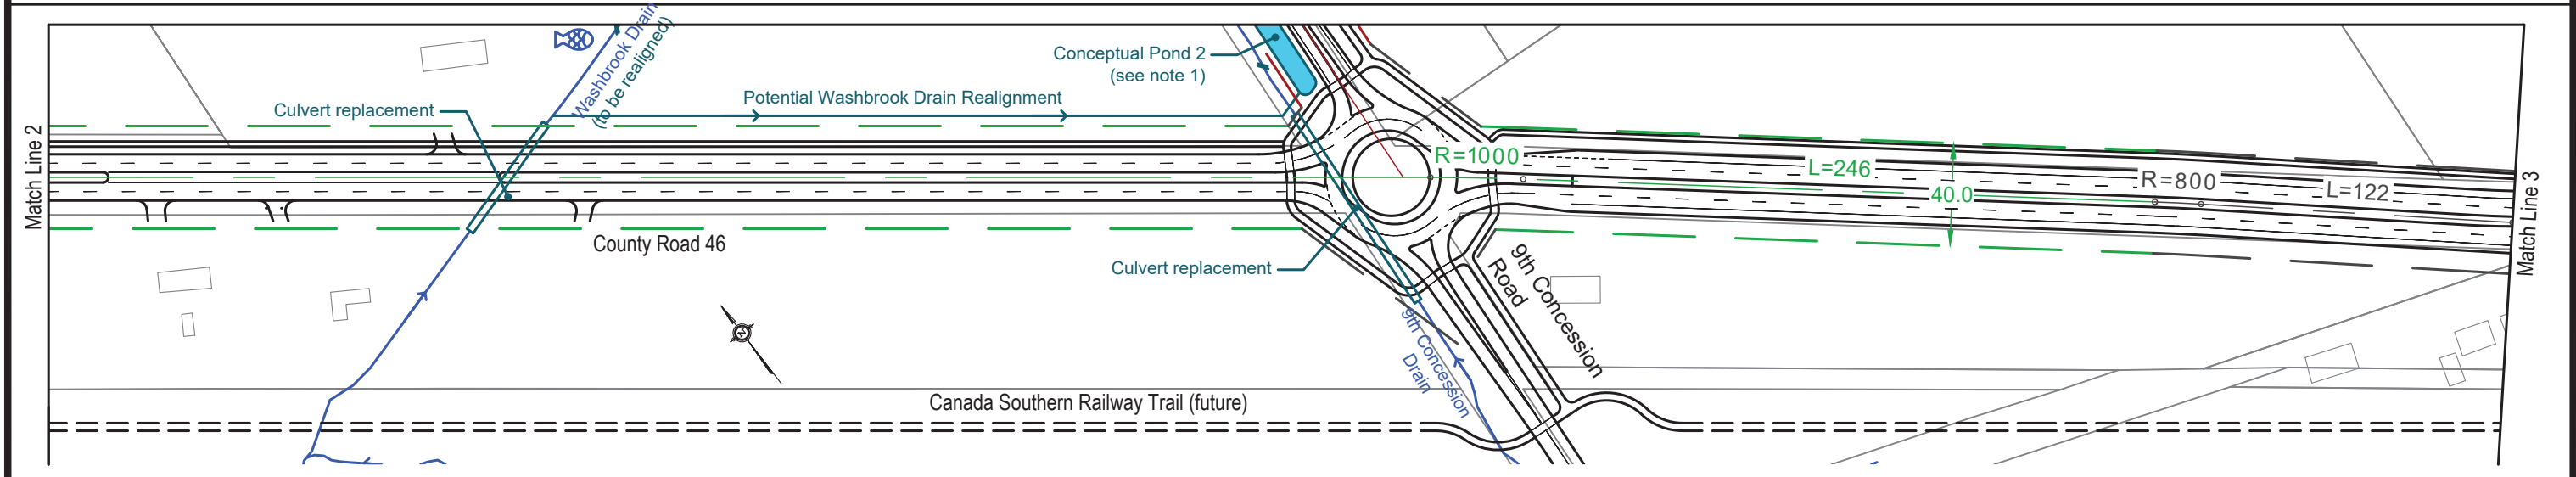 Washbrook Drain
(to be realigned)
Conceptual Pond 2
(see note 1)
Culvert replacement
Potential Washbrook Drain Realignment
Match Line 2
R=1000
L=246
40.0
R=800
L=122
Match Line 3
County Road 46
Culvert replacement
9th Concession
Road
9th Concession
Drain
N
Canada Southern Railway Trail (future)